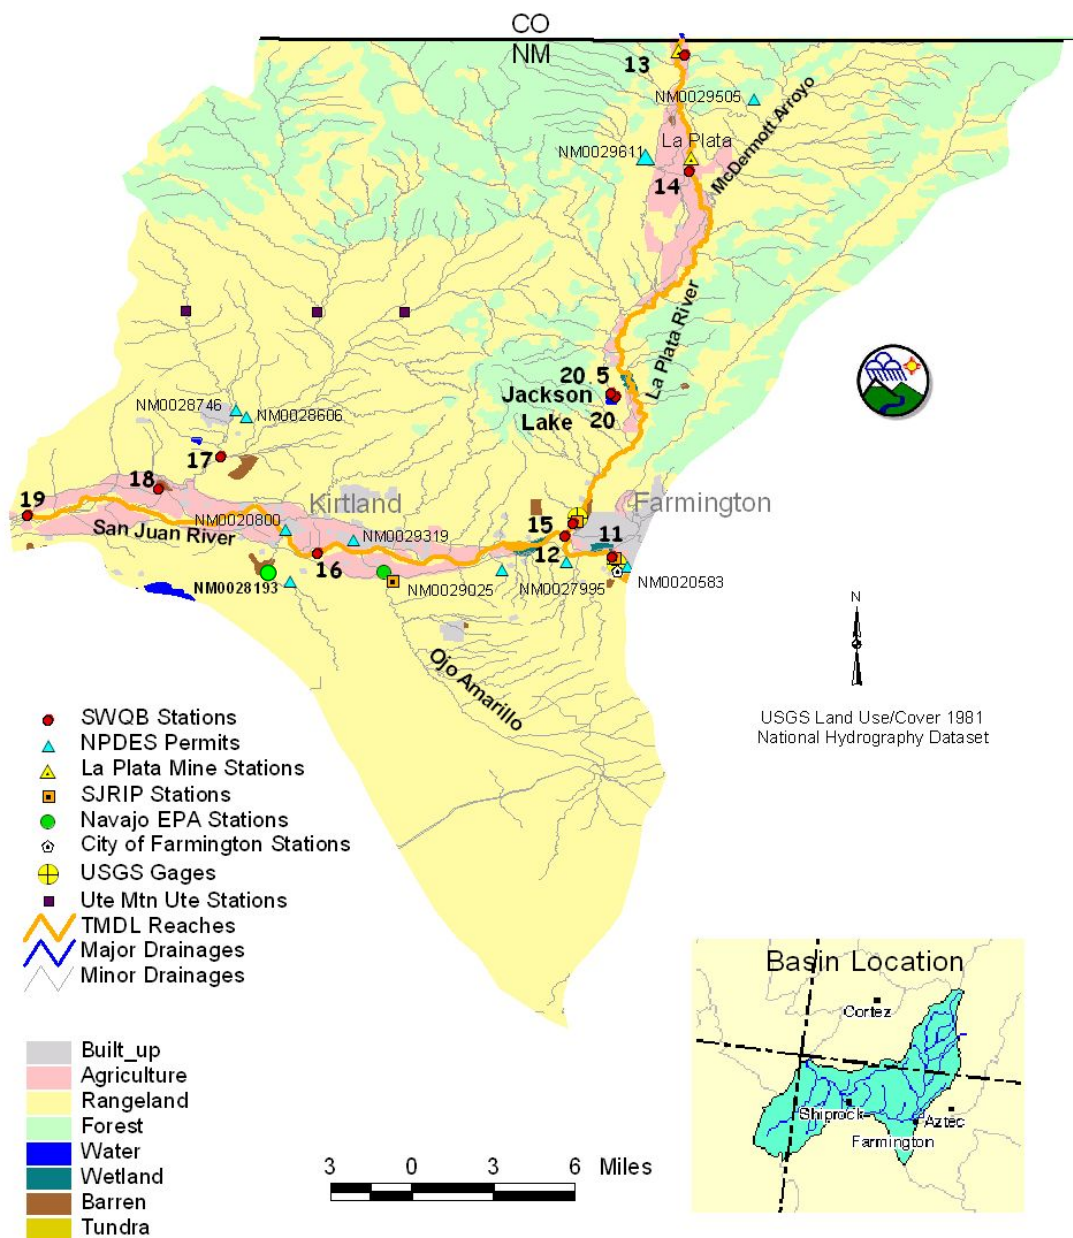 CO
NM
13
NM0029505
McDermott Arroyo
La Plata
NM0029611
14
La Plata River
20.5
Jackson
Lake
20
NM0028746
NM0028606
17
18
19
Kirtland
Farmington
San Juan River
NM0020800
NM0029319
15
11
12
16
NM0028193
NM0029025
NM0027995
NM0020583
Ojo Amarillo
N
USGS Land Use/Cover 1981
National Hydrography Dataset
SWQB Stations
NPDES Permits
La Plata Mine Stations
SJRIP Stations
Navajo EPA Stations
City of Farmington Stations
USGS Gages
Ute Mtn Ute Stations
TMDL Reaches
Major Drainages
Minor Drainages
Built_up
Agriculture
Rangeland
Forest
Water
Wetland
Barren
Tundra
3 0 3 6 Miles
Basin Location
Cortez
Shiprock
Aztec
Farmington